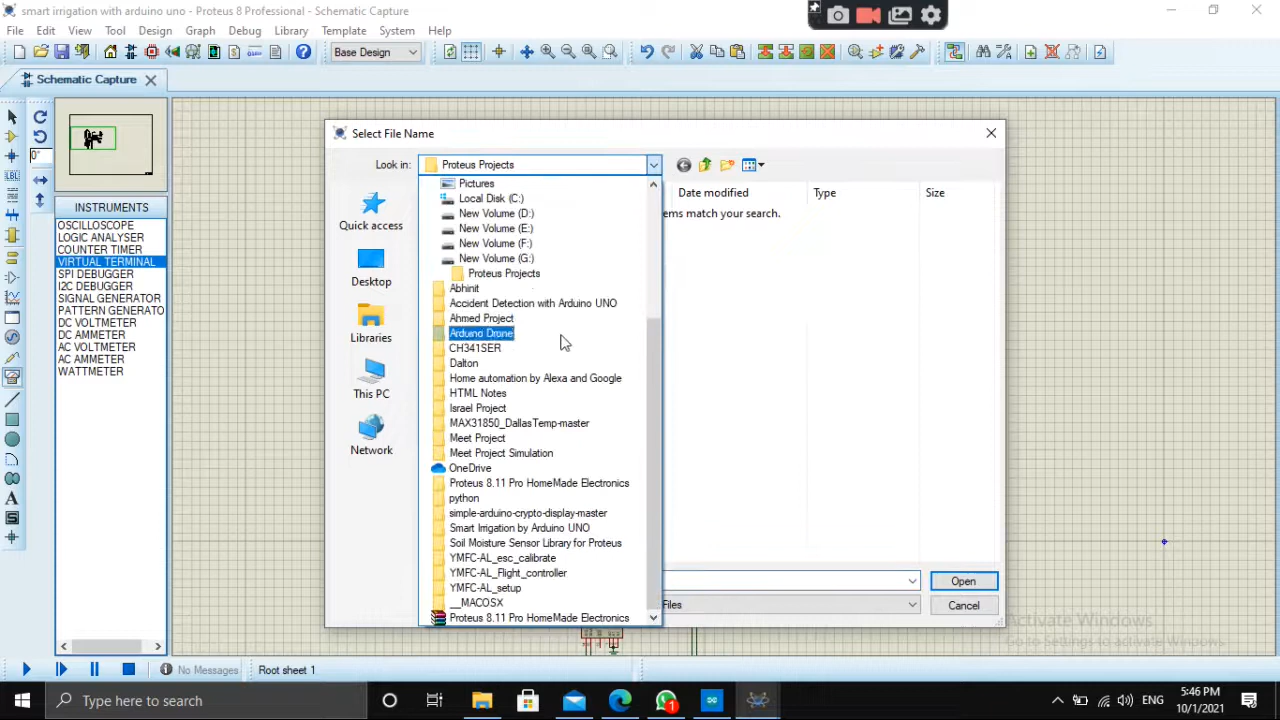 smart irrigation with arduino uno - Proteus 8 Professional - Schematic Capture
File Edit View Tool Design Graph Debug Library Template System Help
Base Design
Schematic Capture
0°
INSTRUMENTS
OSCILLOSCOPE
LOGIC ANALYSER
COUNTER TIMER
VIRTUAL TERMINAL
SPI DEBUGGER
I2C DEBUGGER
SIGNAL GENERATOR
PATTERN GENERATO
DC VOLTMETER
DC AMMETER
AC VOLTMETER
AC AMMETER
WATTMETER
Select File Name
Look in: Proteus Projects
Quick access
Desktop
Libraries
This PC
Network
Date modified Type Size
ems match your search.
Pictures
Local Disk (C:)
New Volume (D:)
New Volume (E:)
New Volume (F:)
New Volume (G:)
Proteus Projects
Abhinit
Accident Detection with Arduino UNO
Ahmed Project
Arduino Drone
CH341SER
Dalton
Home automation by Alexa and Google
HTML Notes
Israel Project
MAX31850_DallasTemp-master
Meet Project
Meet Project Simulation
OneDrive
Proteus 8.11 Pro HomeMade Electronics
python
simple-arduino-crypto-display-master
Smart Irrigation by Arduino UNO
Soil Moisture Sensor Library for Proteus
YMFC-AL_esc_calibrate
YMFC-AL_Flight_controller
YMFC-AL_setup
__MACOSX
Proteus 8.11 Pro HomeMade Electronics
Open
Files
Cancel
Activate Windows
Go to Settings to activate Windows.
No Messages
Root sheet 1
Type here to search
1
ENG
5:46 PM
10/1/2021